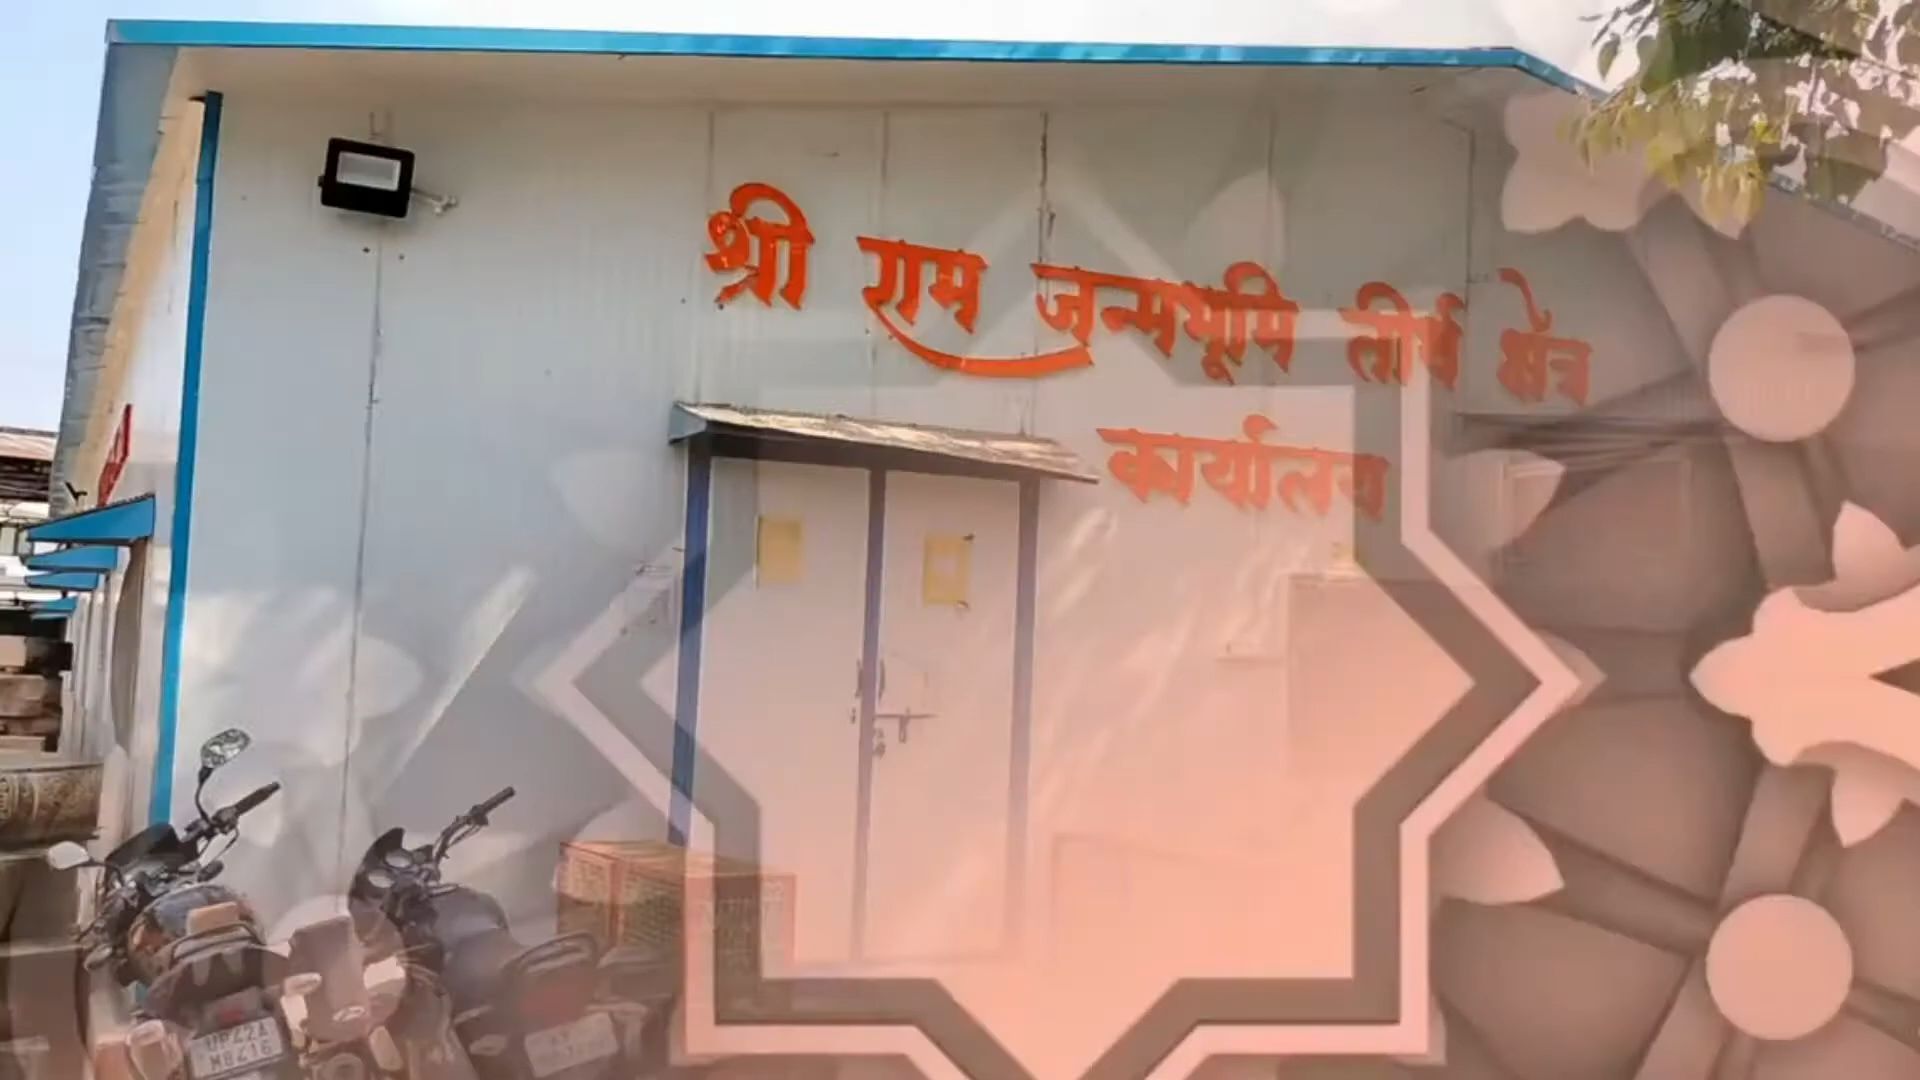 श्री राम जन्मभूमि तीर्थ क्षेत्र
कार्यालय